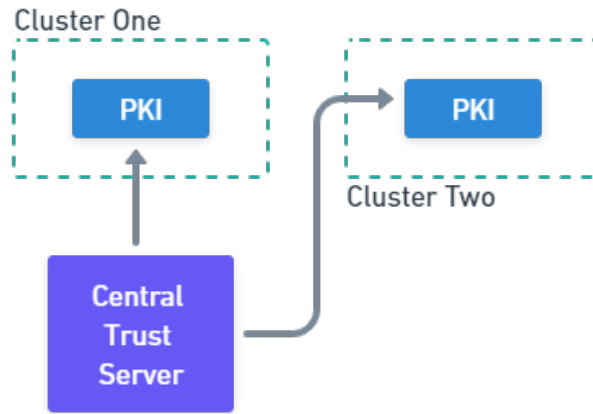 Cluster One
PKI
PKI
Cluster Two
Central
Trust
Server